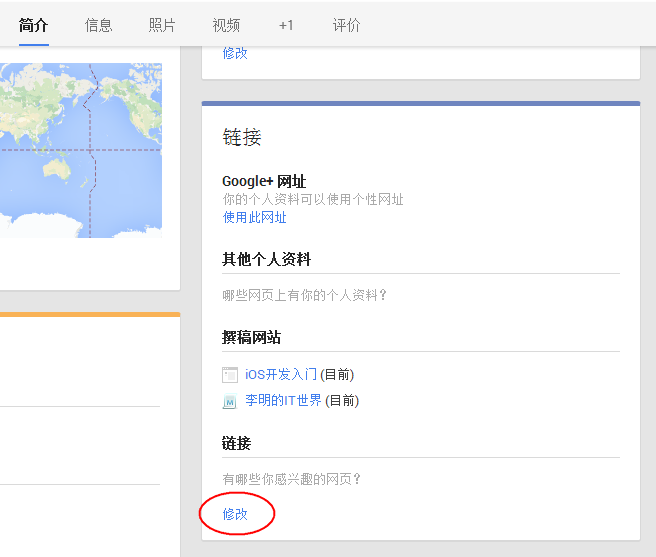 简介 信息 照片 视频 +1 评价
修改
链接
Google+ 网址
你的个人资料可以使用个性网址
使用此网址
其他个人资料
哪些网页上有你的个人资料？
撰稿网站
iOS开发入门 (目前)
M 李明的IT世界 (目前)
链接
有哪些你感兴趣的网页？
修改